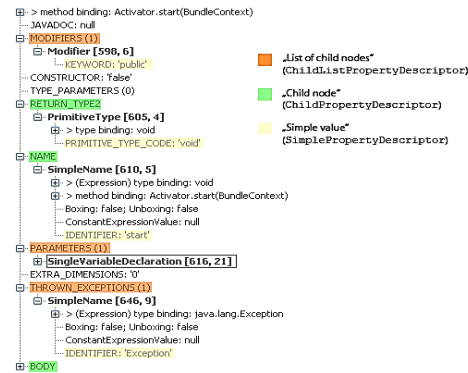 > method binding: Activator.start(BundleContext)
JAVADOC: null
MODIFIERS (1)
Modifier [598, 6]
KEYWORD: 'public'
CONSTRUCTOR: 'false'
TYPE_PARAMETERS (0)
RETURN_TYPE2
PrimitiveType [605, 4]
> type binding: void
PRIMITIVE_TYPE_CODE: 'void'
NAME
SimpleName [610, 5]
> (Expression) type binding: void
> method binding: Activator.start(BundleContext)
Boxing: false; Unboxing: false
ConstantExpressionValue: null
IDENTIFIER: 'start'
PARAMETERS (1)
SingleVariableDeclaration [616, 21]
EXTRA_DIMENSIONS: '0'
THROWN_EXCEPTIONS (1)
SimpleName [646, 9]
> (Expression) type binding: java.lang.Exception
Boxing: false; Unboxing: false
ConstantExpressionValue: null
IDENTIFIER: 'Exception'
BODY
„List of child nodes“
(ChildListPropertyDescriptor)
„Child node“
(ChildPropertyDescriptor)
„Simple value“
(SimplePropertyDescriptor)